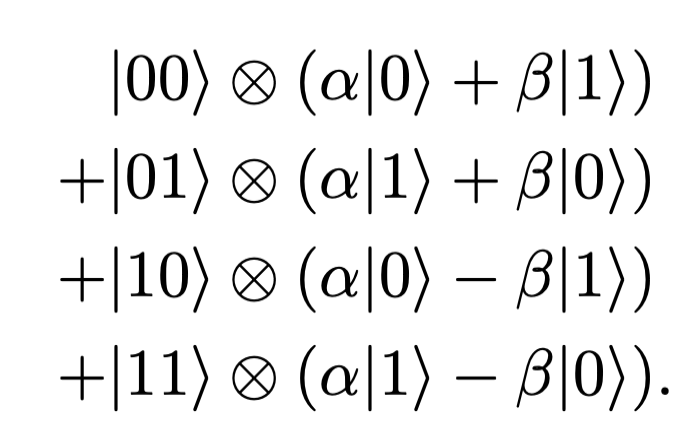 |00⟩ ⊗ (α|0⟩ + β|1⟩)
+|01⟩ ⊗ (α|1⟩ + β|0⟩)
+|10⟩ ⊗ (α|0⟩ − β|1⟩)
+|11⟩ ⊗ (α|1⟩ − β|0⟩).